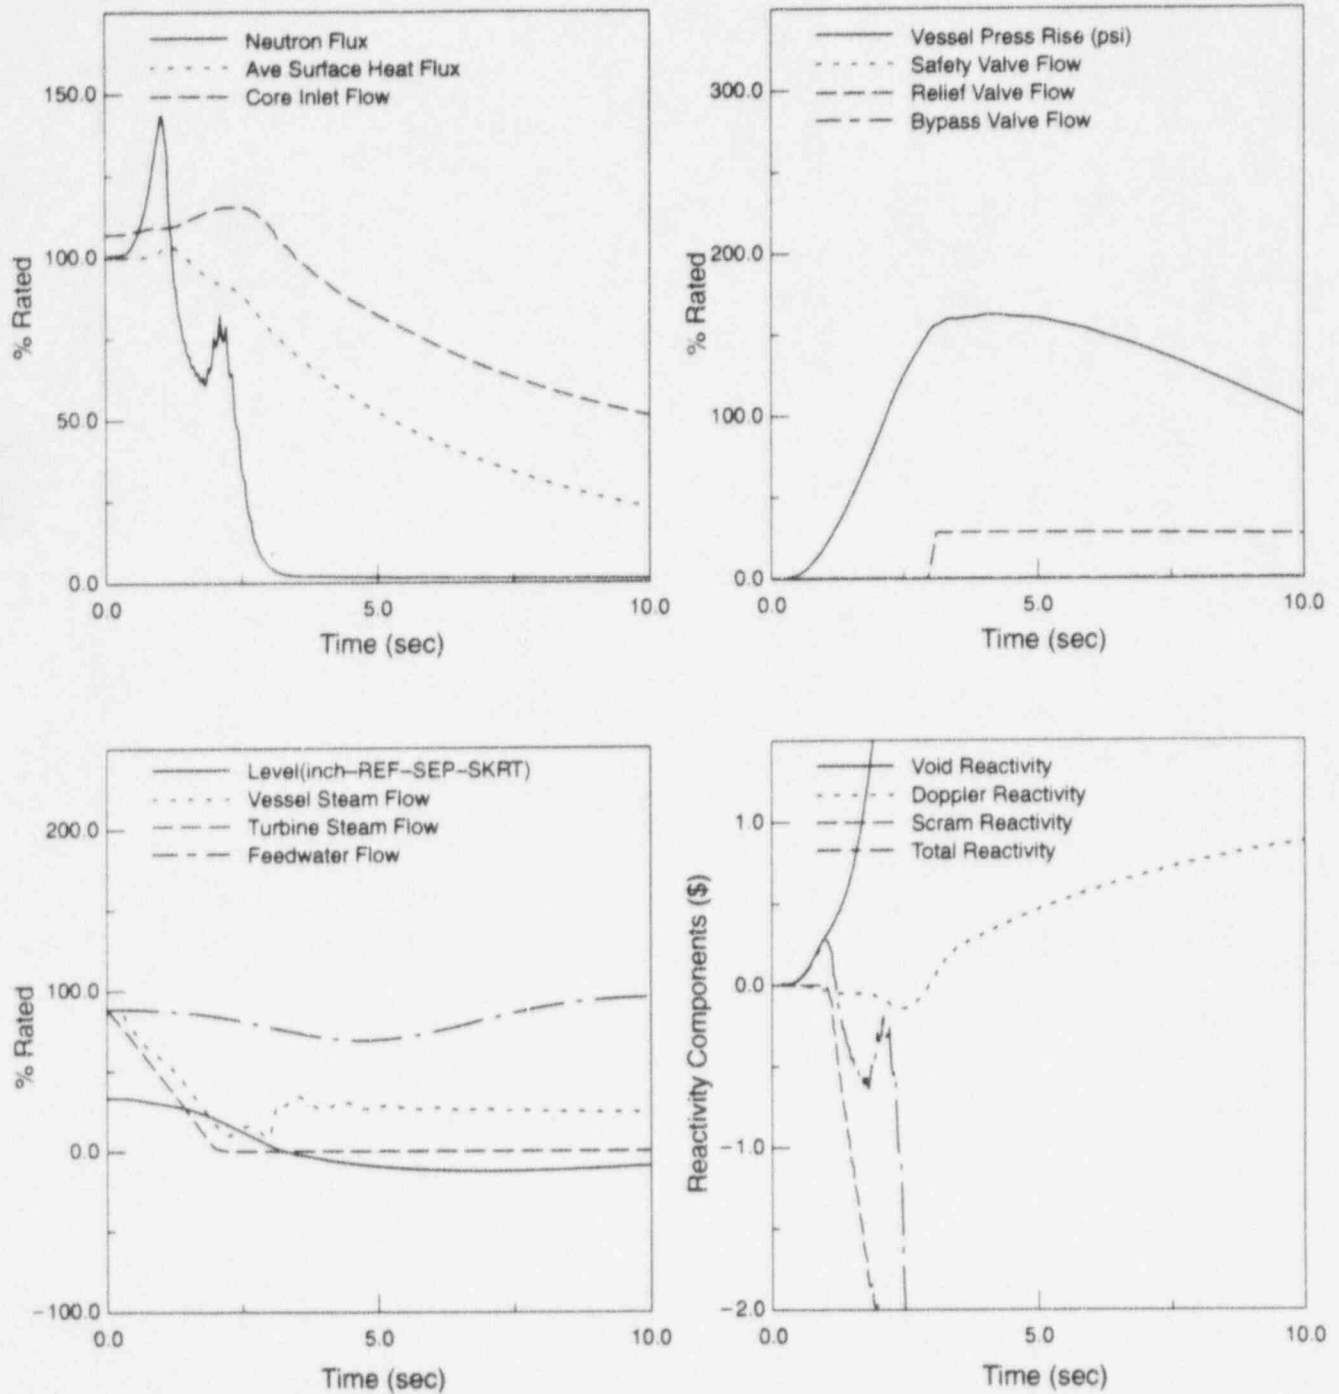 Neutron Flux
Ave Surface Heat Flux
Core Inlet Flow
150.0
100.0
50.0
0.0
% Rated
0.0 5.0 10.0
Time (sec)
Vessel Press Rise (psi)
Safety Valve Flow
Relief Valve Flow
Bypass Valve Flow
300.0
200.0
100.0
0.0
% Rated
0.0 5.0 10.0
Time (sec)
Level(inch-REF-SEP-SKRT)
Vessel Steam Flow
Turbine Steam Flow
Feedwater Flow
200.0
100.0
0.0
-100.0
% Rated
0.0 5.0 10.0
Time (sec)
Void Reactivity
Doppler Reactivity
Scram Reactivity
Total Reactivity
1.0
0.0
-1.0
-2.0
Reactivity Components ($)
0.0 5.0 10.0
Time (sec)